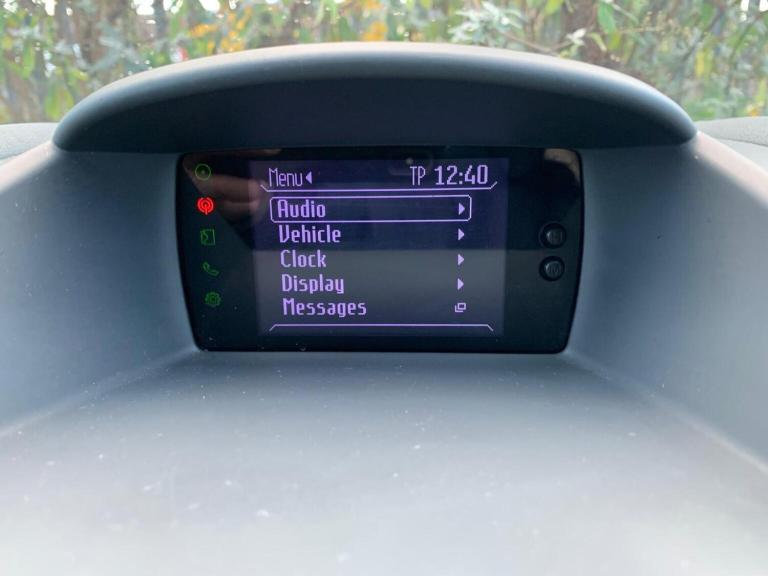 Menu TP 12:40
Audio
Vehicle
Clock
Display
Messages